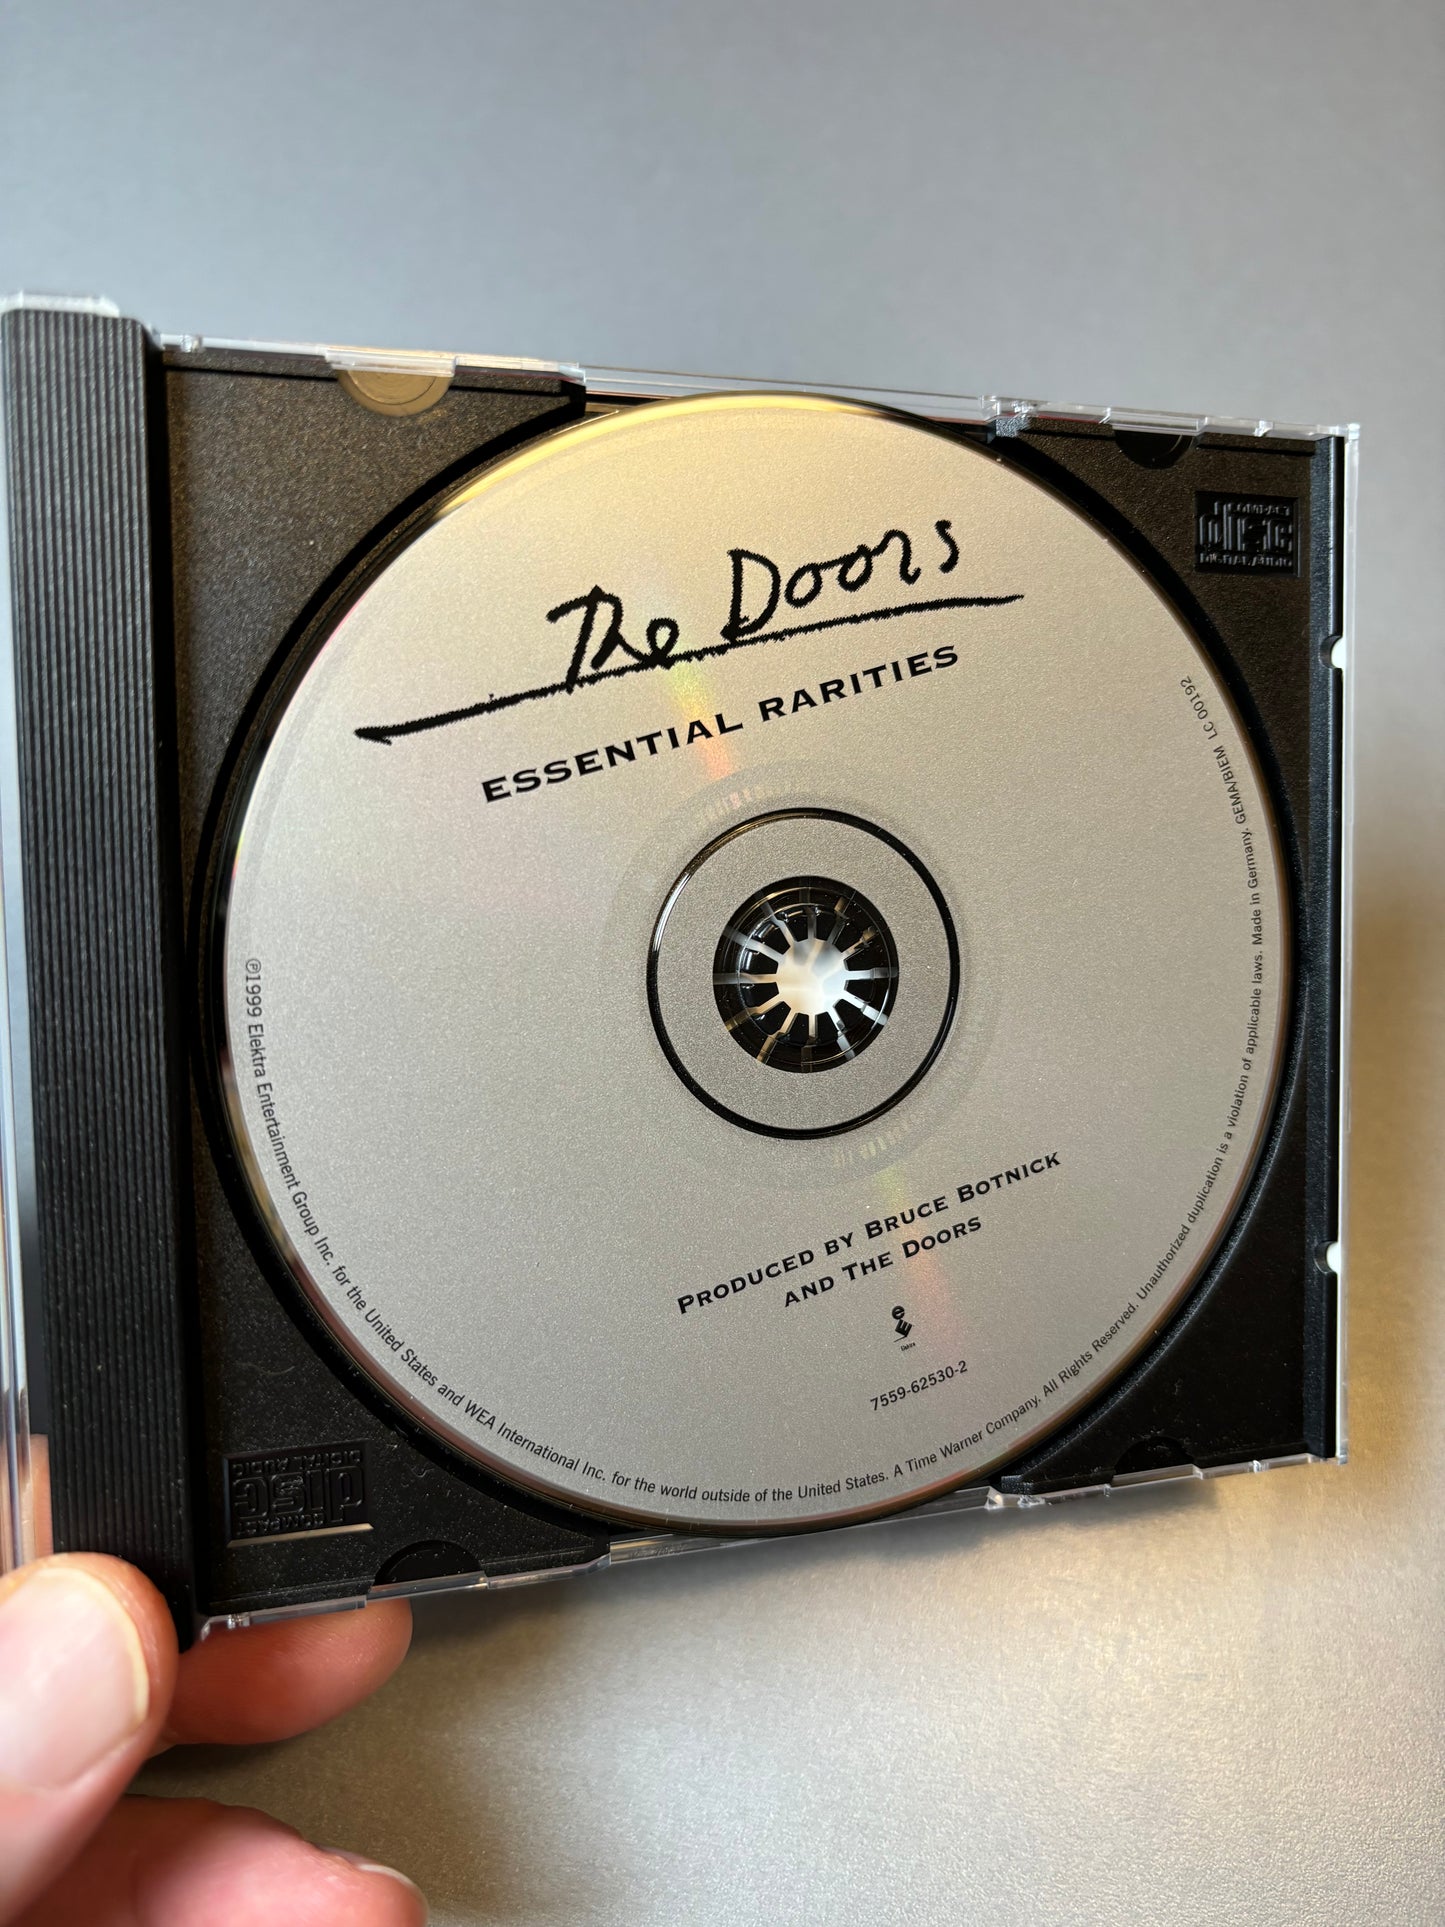 The Doors
ESSENTIAL RARITIES
COMPACT
disc
DIGITAL AUDIO
PRODUCED BY BRUCE BOTNICK
AND THE DOORS
e
Elektra
7559-62530-2
℗1999 Elektra Entertainment Group Inc. for the United States and WEA International Inc. for the world outside of the United States. A Time Warner Company. All Rights Reserved. Unauthorized duplication is a violation of applicable laws. Made in Germany. GEMA/BIEM LC 00192
COMPACT
disc
DIGITAL AUDIO